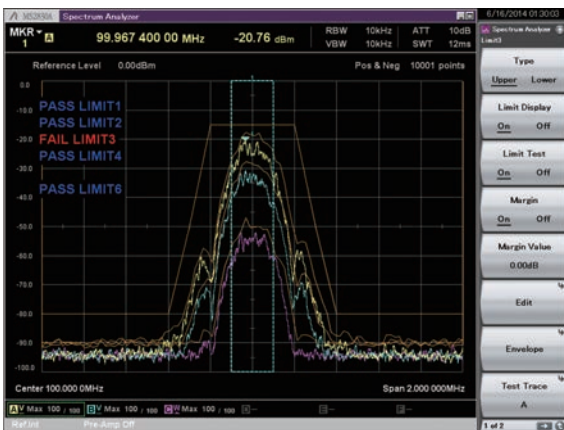 MS2830A Spectrum Analyzer
6/16/2014 01:30:03
MKR 1 A 99.967 400 00 MHz -20.76 dBm
RBW 10kHz ATT 10dB
VBW 10kHz SWT 12ms
Reference Level 0.00dBm Pos & Neg 10001 points
0.0
-10.0
-20.0
-30.0
-40.0
-50.0
-60.0
-70.0
-80.0
-90.0
-100.0
PASS LIMIT1
PASS LIMIT2
FAIL LIMIT3
PASS LIMIT4
PASS LIMIT6
Center 100.000 0MHz Span 2.000 000MHz
A V Max 100 / 100 B V Max 100 / 100 C W Max 100 / 100
Ref.Int Pre-Amp Off
Spectrum Analyzer
Limit3
Type
Upper Lower
Limit Display
On Off
Limit Test
On Off
Margin
On Off
Margin Value
0.00dB
Edit
Envelope
Test Trace
A
1 of 2